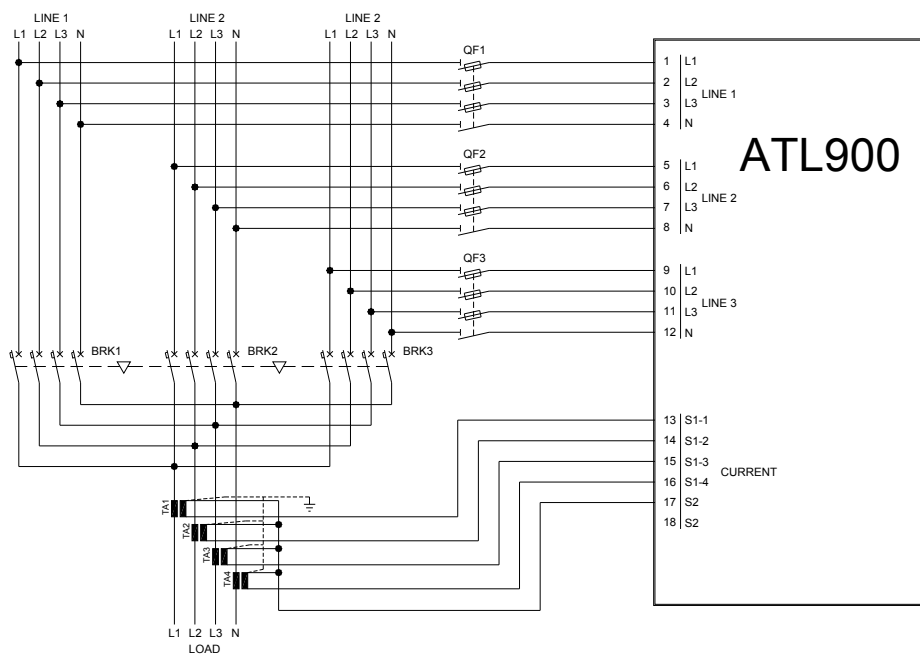 LINE 1 LINE 2 LINE 2
L1 L2 L3 N L1 L2 L3 N L1 L2 L3 N
QF1
1 L1
2 L2
LINE 1
3 L3
4 N
ATL900
QF2
5 L1
6 L2
LINE 2
7 L3
8 N
QF3
9 L1
10 L2
LINE 3
11 L3
12 N
BRK1 BRK2 BRK3
13 S1-1
14 S1-2
15 S1-3
CURRENT
16 S1-4
17 S2
18 S2
TA1
TA2
TA3
TA4
L1 L2 L3 N
LOAD